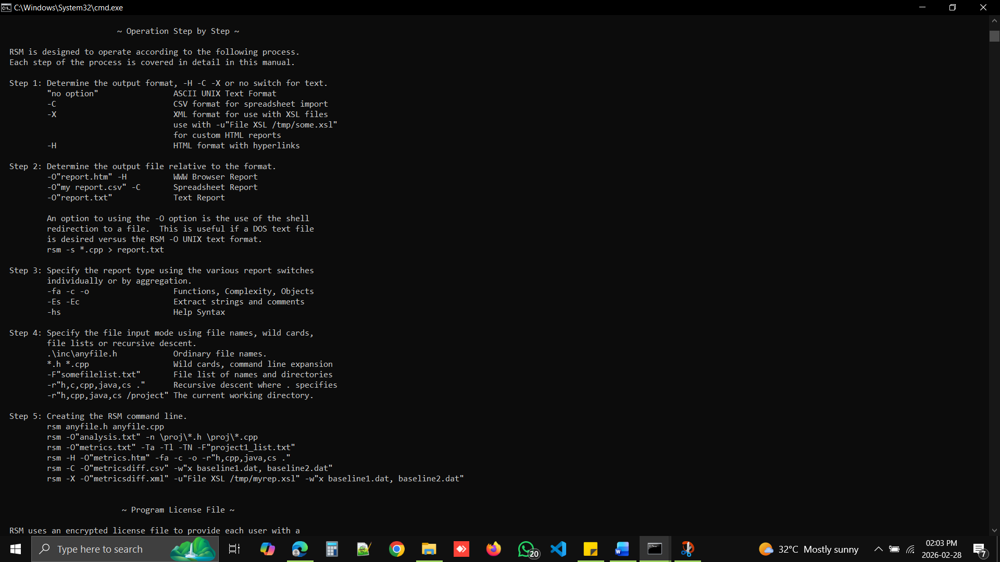 C:\Windows\System32\cmd.exe
~ Operation Step by Step ~
RSM is designed to operate according to the following process.
Each step of the process is covered in detail in this manual.
Step 1: Determine the output format, -H -C -X or no switch for text.
"no option" ASCII UNIX Text Format
-C CSV format for spreadsheet import
-X XML format for use with XSL files
use with -u"File XSL /tmp/some.xsl"
for custom HTML reports
-H HTML format with hyperlinks
Step 2: Determine the output file relative to the format.
-O"report.htm" -H WWW Browser Report
-O"my report.csv" -C Spreadsheet Report
-O"report.txt" Text Report
An option to using the -O option is the use of the shell
redirection to a file.  This is useful if a DOS text file
is desired versus the RSM -O UNIX text format.
rsm -s *.cpp > report.txt
Step 3: Specify the report type using the various report switches
individually or by aggregation.
-fa -c -o Functions, Complexity, Objects
-Es -Ec Extract strings and comments
-hs Help Syntax
Step 4: Specify the file input mode using file names, wild cards,
file lists or recursive descent.
.\inc\anyfile.h Ordinary file names.
*.h *.cpp Wild cards, command line expansion
-F"somefilelist.txt" File list of names and directories
-r"h,c,cpp,java,cs ." Recursive descent where . specifies
-r"h,cpp,java,cs /project" The current working directory.
Step 5: Creating the RSM command line.
rsm anyfile.h anyfile.cpp
rsm -O"analysis.txt" -n \proj\*.h \proj\*.cpp
rsm -O"metrics.txt" -Ta -Tl -TN -F"project1_list.txt"
rsm -H -O"metrics.htm" -fa -c -o -r"h,cpp,java,cs ."
rsm -C -O"metricsdiff.csv" -w"x baseline1.dat, baseline2.dat"
rsm -X -O"metricsdiff.xml" -u"File XSL /tmp/myrep.xsl" -w"x baseline1.dat, baseline2.dat"
~ Program License File ~
RSM uses an encrypted license file to provide each user with a
Type here to search
20
32°C Mostly sunny
02:03 PM
2026-02-28
7